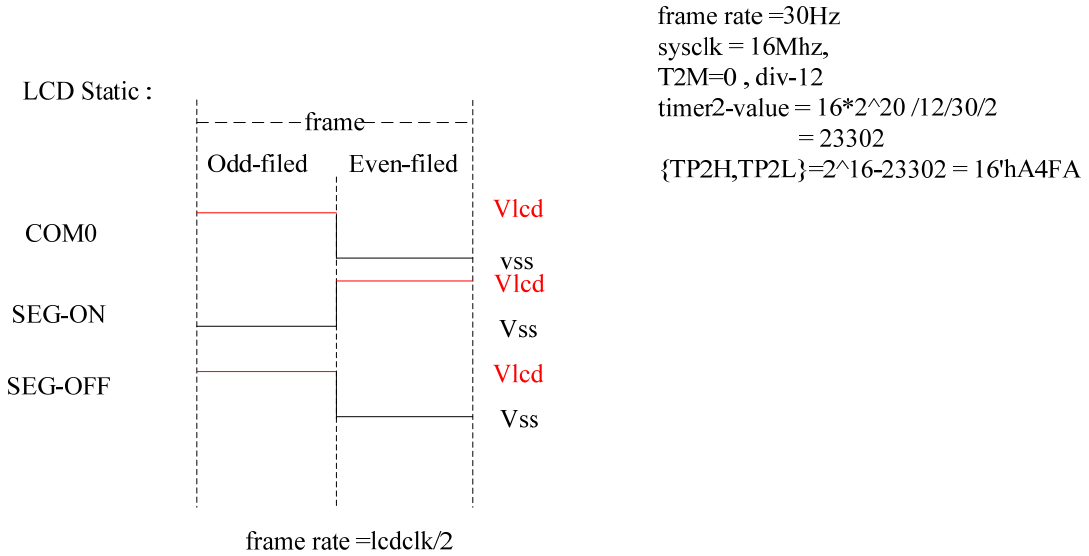 frame rate =30Hz
sysclk = 16Mhz,
T2M=0 , div-12
timer2-value = 16*2^20 /12/30/2
= 23302
{TP2H,TP2L}=2^16-23302 = 16'hA4FA
LCD Static :
frame
Odd-filed Even-filed
COM0
Vlcd
vss
SEG-ON
Vlcd
Vss
SEG-OFF
Vlcd
Vss
frame rate =lcdclk/2